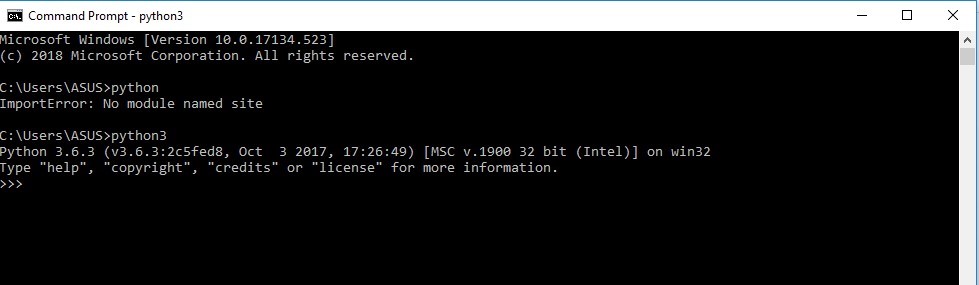 Command Prompt - python3
Microsoft Windows [Version 10.0.17134.523]
(c) 2018 Microsoft Corporation. All rights reserved.
C:\Users\ASUS>python
ImportError: No module named site
C:\Users\ASUS>python3
Python 3.6.3 (v3.6.3:2c5fed8, Oct  3 2017, 17:26:49) [MSC v.1900 32 bit (Intel)] on win32
Type "help", "copyright", "credits" or "license" for more information.
>>>